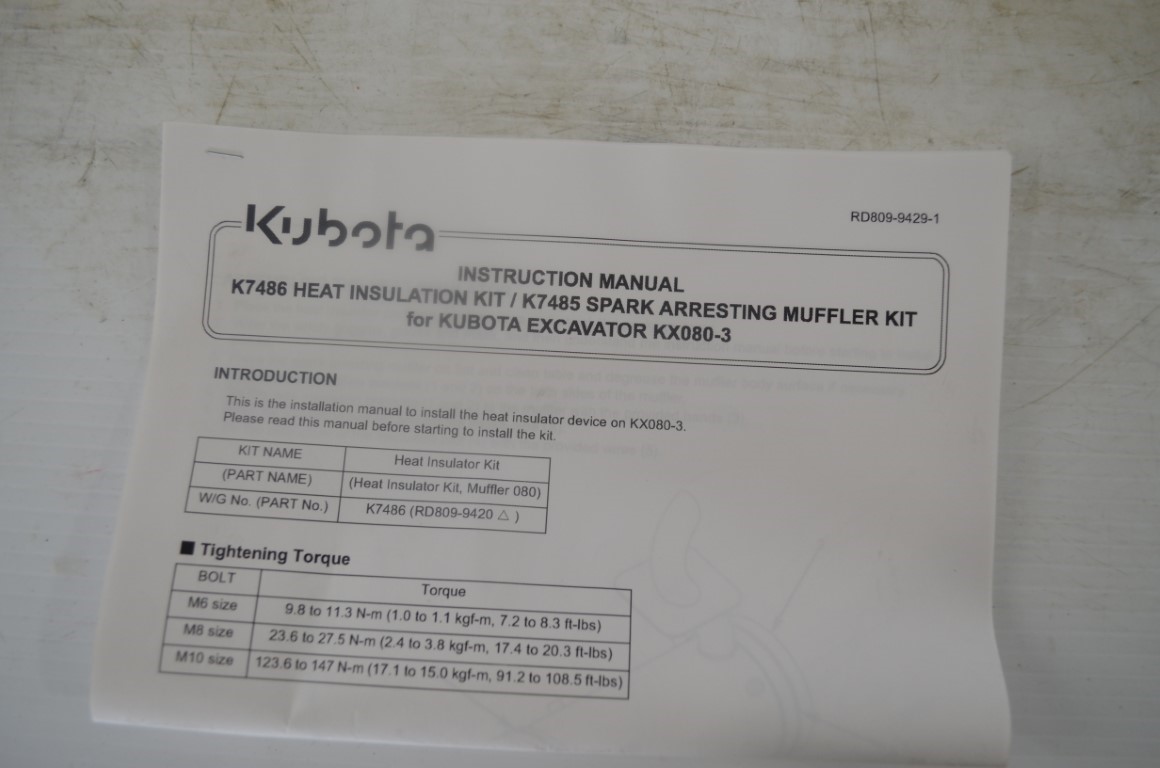 RD809-9429-1
Kubota
INSTRUCTION MANUAL
K7486 HEAT INSULATION KIT / K7485 SPARK ARRESTING MUFFLER KIT
for KUBOTA EXCAVATOR KX080-3
INTRODUCTION
This is the installation manual to install the heat insulator device on KX080-3.
Please read this manual before starting to install the kit.
KIT NAME Heat Insulator Kit
(PART NAME) (Heat Insulator Kit, Muffler 080)
W/G No. (PART No.) K7486 (RD809-9420 △ )
■ Tightening Torque
BOLT Torque
M6 size 9.8 to 11.3 N-m (1.0 to 1.1 kgf-m, 7.2 to 8.3 ft-lbs)
M8 size 23.6 to 27.5 N-m (2.4 to 3.8 kgf-m, 17.4 to 20.3 ft-lbs)
M10 size 123.6 to 147 N-m (17.1 to 15.0 kgf-m, 91.2 to 108.5 ft-lbs)